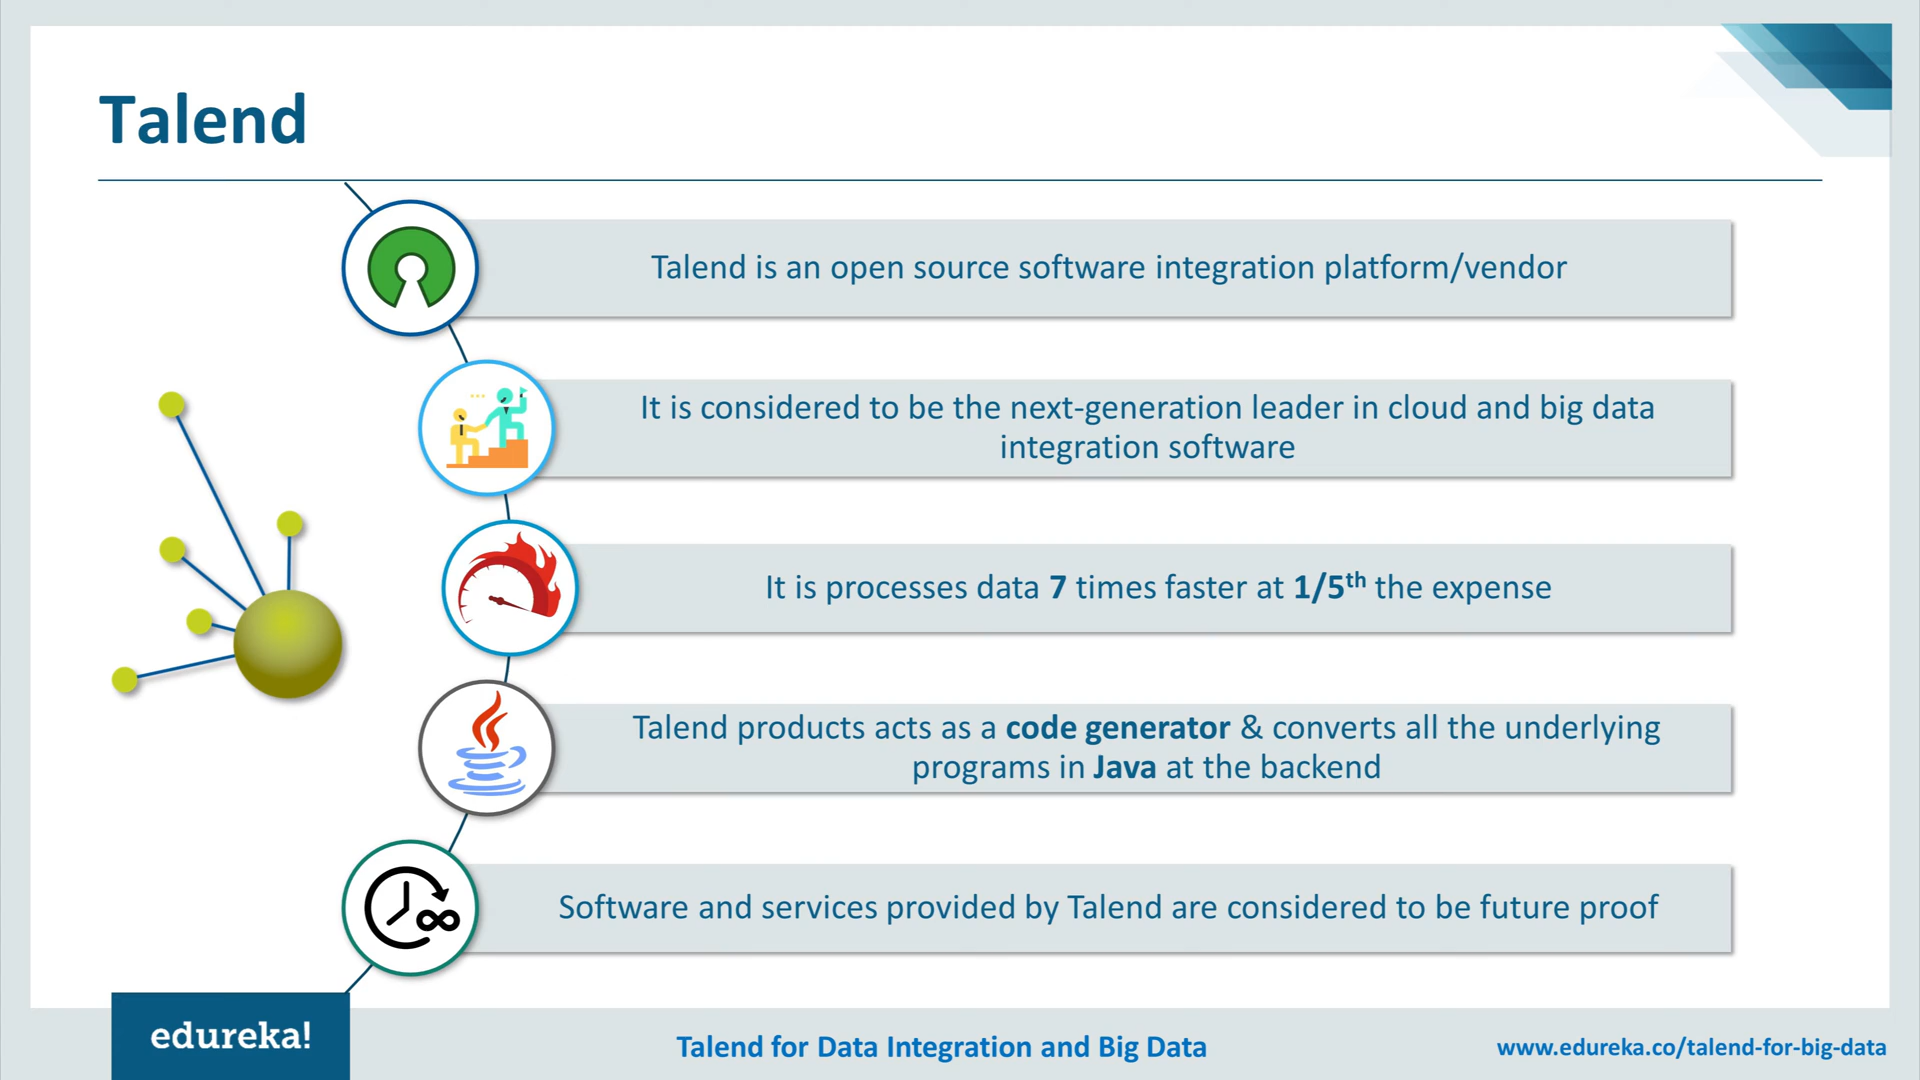 Talend
Talend is an open source software integration platform/vendor
It is considered to be the next-generation leader in cloud and big data
integration software
It is processes data 7 times faster at 1/5th the expense
Talend products acts as a code generator & converts all the underlying
programs in Java at the backend
Software and services provided by Talend are considered to be future proof
edureka!
Talend for Data Integration and Big Data
www.edureka.co/talend-for-big-data